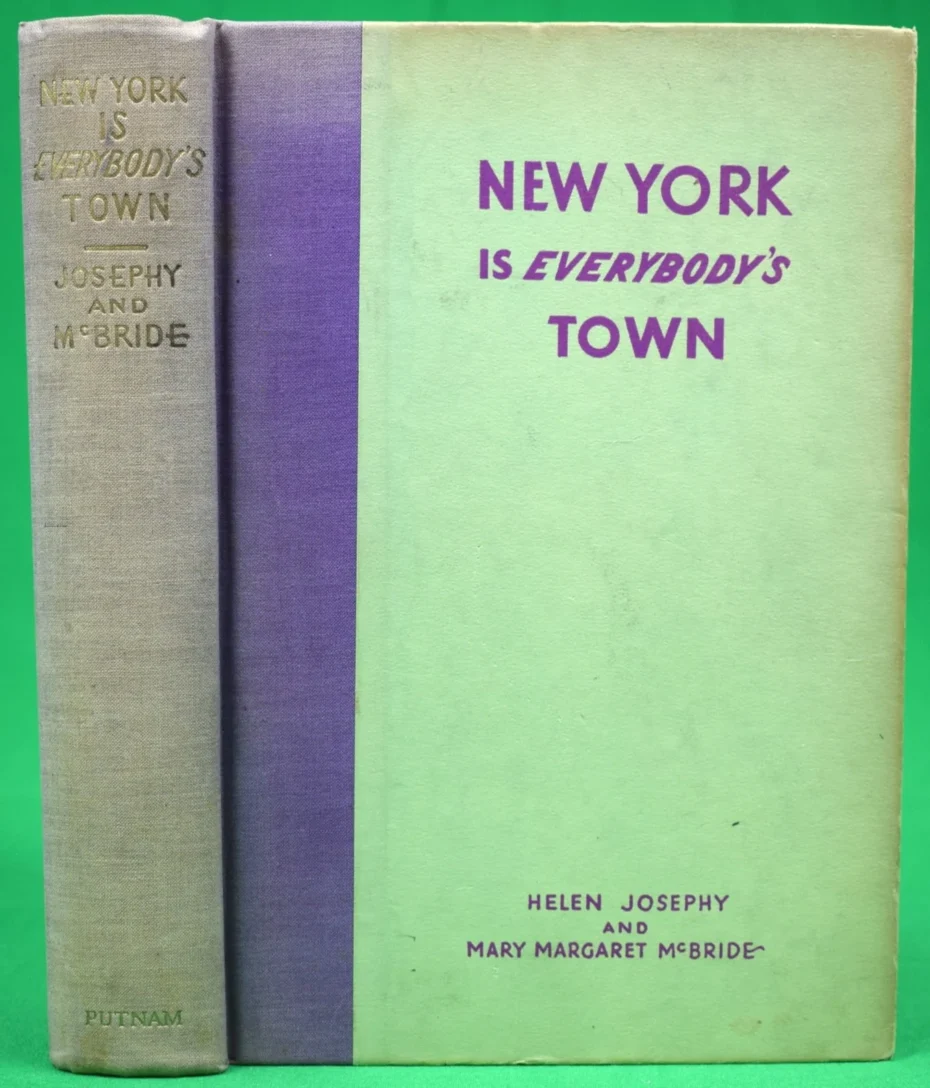 NEW YORK
IS
EVERYBODY'S
TOWN
JOSEPHY
AND
McBRIDE
PUTNAM
NEW YORK
IS EVERYBODY'S
TOWN
HELEN JOSEPHY
AND
MARY MARGARET McBRIDE